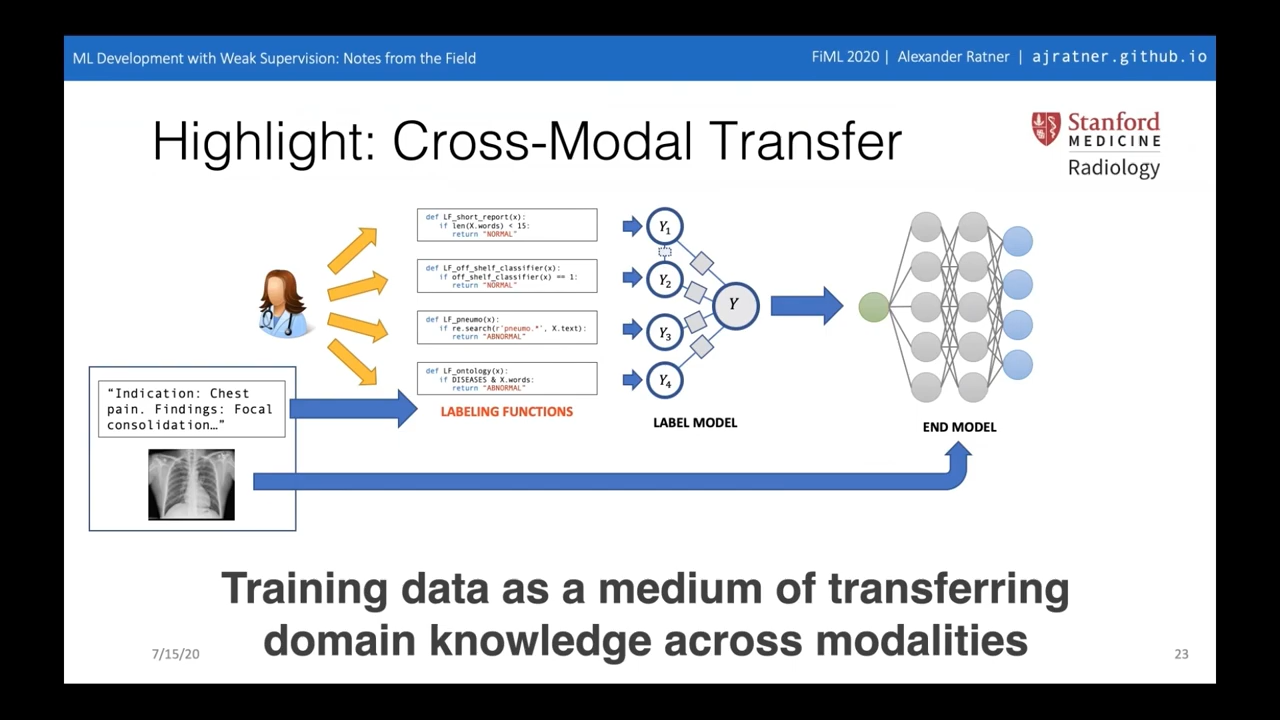 ML Development with Weak Supervision: Notes from the Field
FiML 2020 | Alexander Ratner | ajratner.github.io
Highlight: Cross-Modal Transfer
Stanford
MEDICINE
Radiology
def LF_short_report(x):
if len(X.words) < 15:
return "NORMAL"
def LF_off_shelf_classifier(x):
if off_shelf_classifier(x) == 1:
return "NORMAL"
def LF_pneumo(x):
if re.search(r'pneumo.*', X.text):
return "ABNORMAL"
def LF_ontology(x):
if DISEASES & X.words:
return "ABNORMAL"
LABELING FUNCTIONS
Y1
Y2
Y3
Y4
Y
LABEL MODEL
END MODEL
“Indication: Chest
pain. Findings: Focal
consolidation…”
Training data as a medium of transferring
domain knowledge across modalities
7/15/20
23